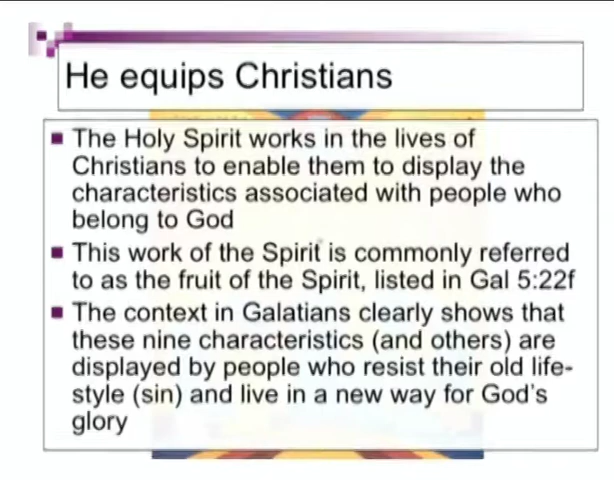 He equips Christians
The Holy Spirit works in the lives of
Christians to enable them to display the
characteristics associated with people who
belong to God
This work of the Spirit is commonly referred
to as the fruit of the Spirit, listed in Gal 5:22f
The context in Galatians clearly shows that
these nine characteristics (and others) are
displayed by people who resist their old life-
style (sin) and live in a new way for God's
glory